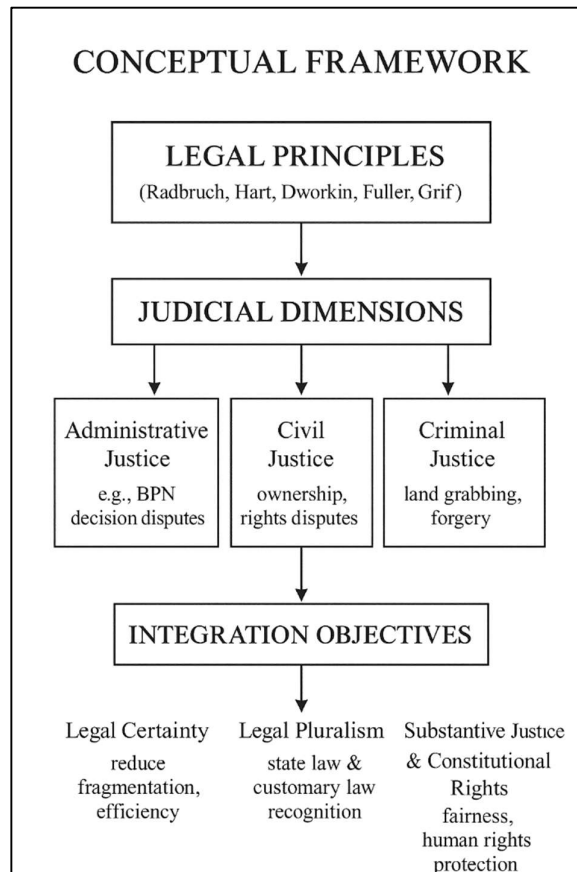 CONCEPTUAL FRAMEWORK
LEGAL PRINCIPLES
(Radbruch, Hart, Dworkin, Fuller, Grif)
JUDICIAL DIMENSIONS
Administrative
Justice
e.g., BPN
decision disputes
Civil
Justice
ownership,
rights disputes
Criminal
Justice
land grabbing,
forgery
INTEGRATION OBJECTIVES
Legal Certainty
reduce
fragmentation,
efficiency
Legal Pluralism
state law &
customary law
recognition
Substantive Justice
& Constitutional
Rights
fairness,
human rights
protection